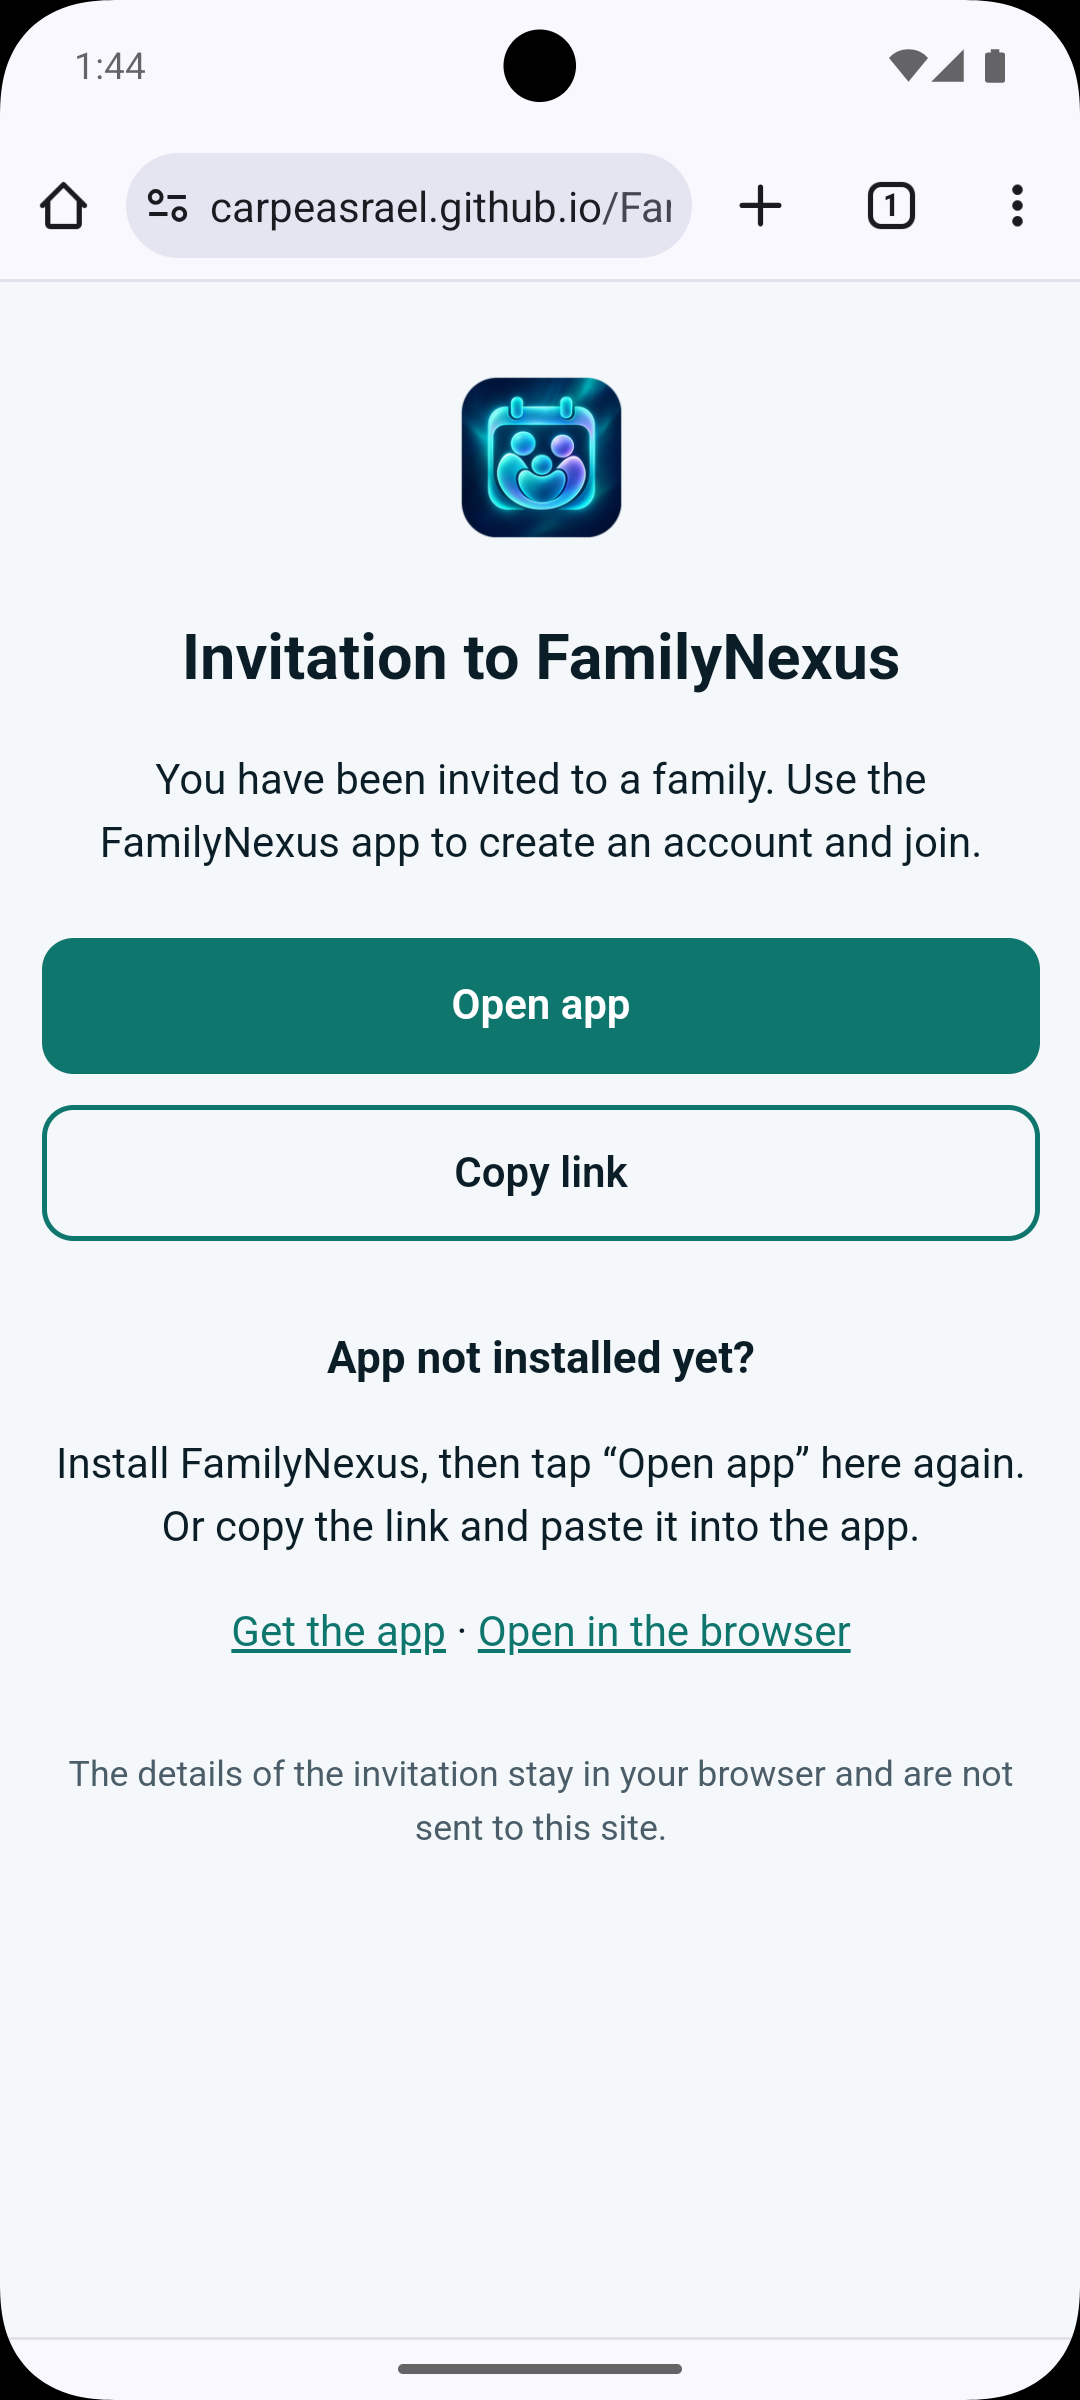 1:44
carpeasrael.github.io/Fa
1
Invitation to FamilyNexus
You have been invited to a family. Use the
FamilyNexus app to create an account and join.
Open app
Copy link
App not installed yet?
Install FamilyNexus, then tap “Open app” here again.
Or copy the link and paste it into the app.
Get the app · Open in the browser
The details of the invitation stay in your browser and are not
sent to this site.